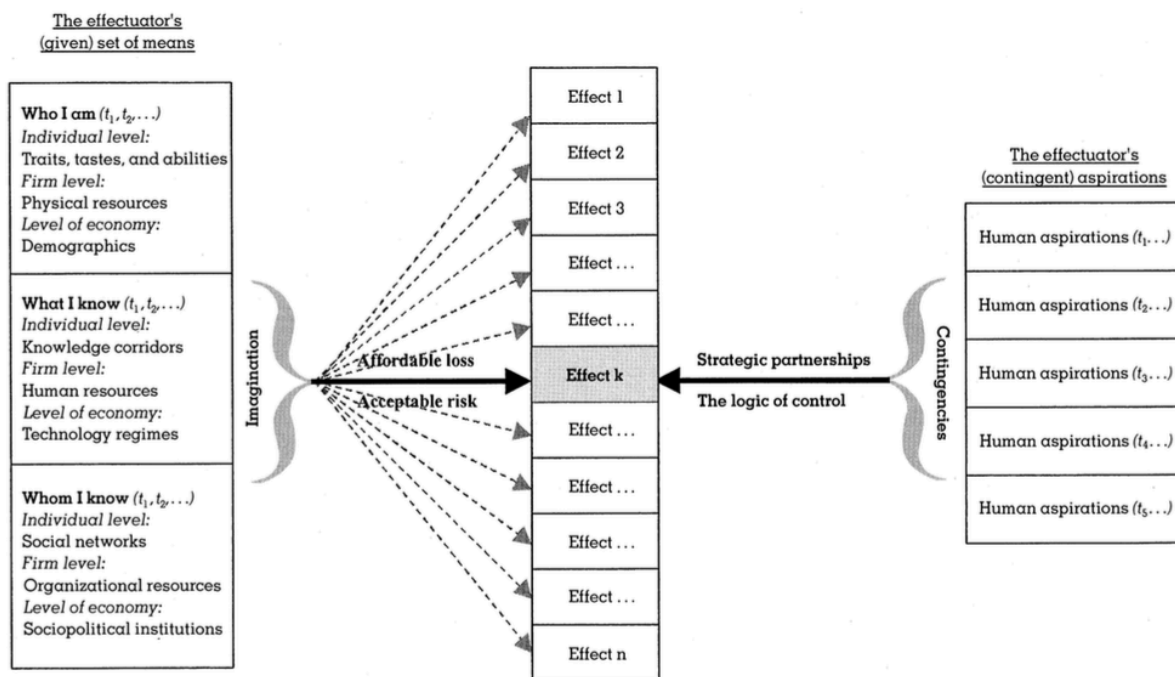 The effectuator's
(given) set of means
Who I am (t1, t2,...)
Individual level:
Traits, tastes, and abilities
Firm level:
Physical resources
Level of economy:
Demographics
What I know (t1, t2,...)
Individual level:
Knowledge corridors
Firm level:
Human resources
Level of economy:
Technology regimes
Whom I know (t1, t2,...)
Individual level:
Social networks
Firm level:
Organizational resources
Level of economy:
Sociopolitical institutions
Imagination
Affordable loss
Acceptable risk
Effect 1
Effect 2
Effect 3
Effect ...
Effect ...
Effect k
Effect ...
Effect ...
Effect ...
Effect ...
Effect n
Strategic partnerships
The logic of control
Contingencies
The effectuator's
(contingent) aspirations
Human aspirations (t1...)
Human aspirations (t2...)
Human aspirations (t3...)
Human aspirations (t4...)
Human aspirations (t5...)